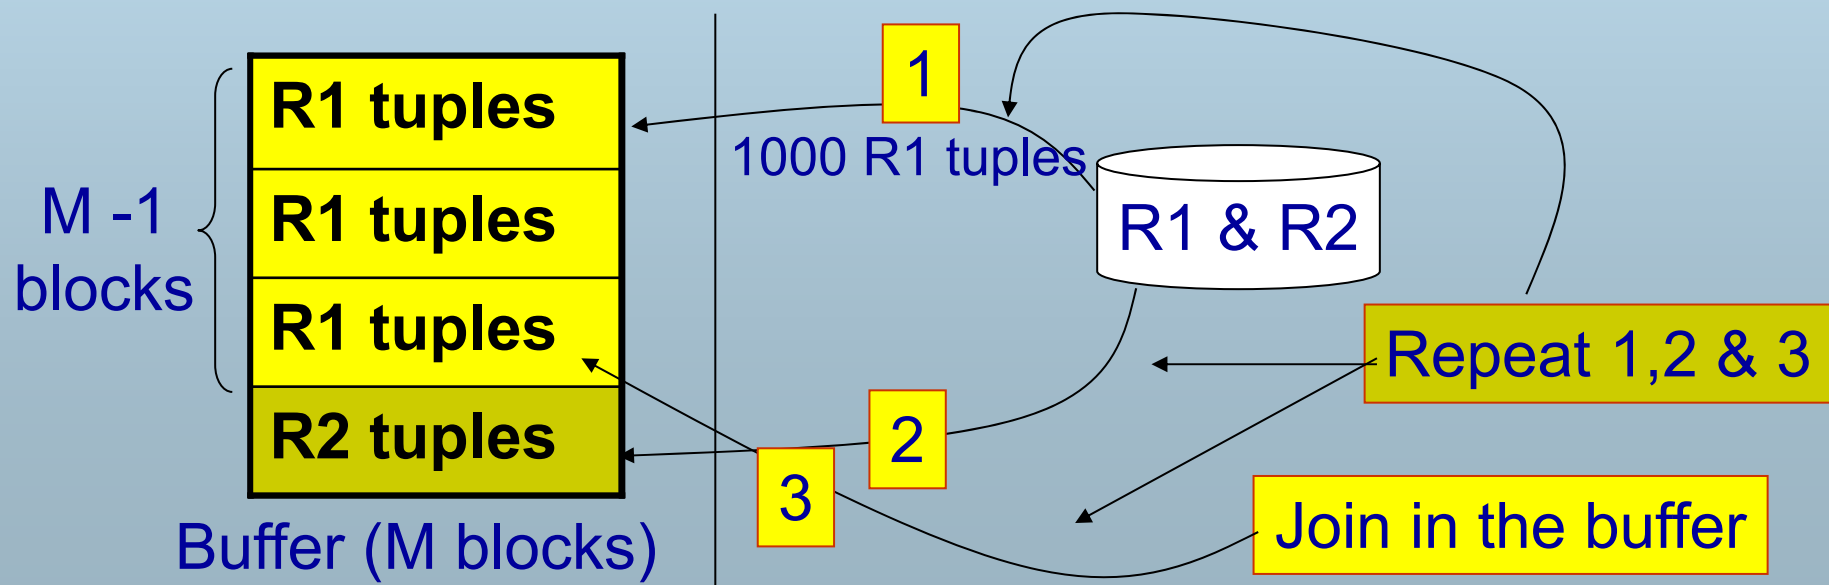 M -1
blocks
R1 tuples
R1 tuples
R1 tuples
R2 tuples
Buffer (M blocks)
1
1000 R1 tuples
R1 & R2
Repeat 1,2 & 3
2
3
Join in the buffer